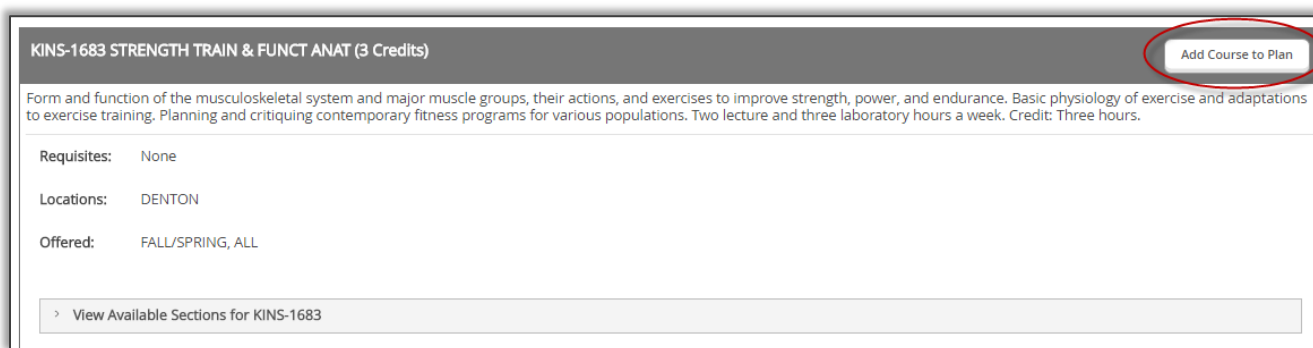 KINS-1683 STRENGTH TRAIN & FUNCT ANAT (3 Credits)
Add Course to Plan
Form and function of the musculoskeletal system and major muscle groups, their actions, and exercises to improve strength, power, and endurance. Basic physiology of exercise and adaptations
to exercise training. Planning and critiquing contemporary fitness programs for various populations. Two lecture and three laboratory hours a week. Credit: Three hours.
Requisites: None
Locations: DENTON
Offered: FALL/SPRING, ALL
> View Available Sections for KINS-1683